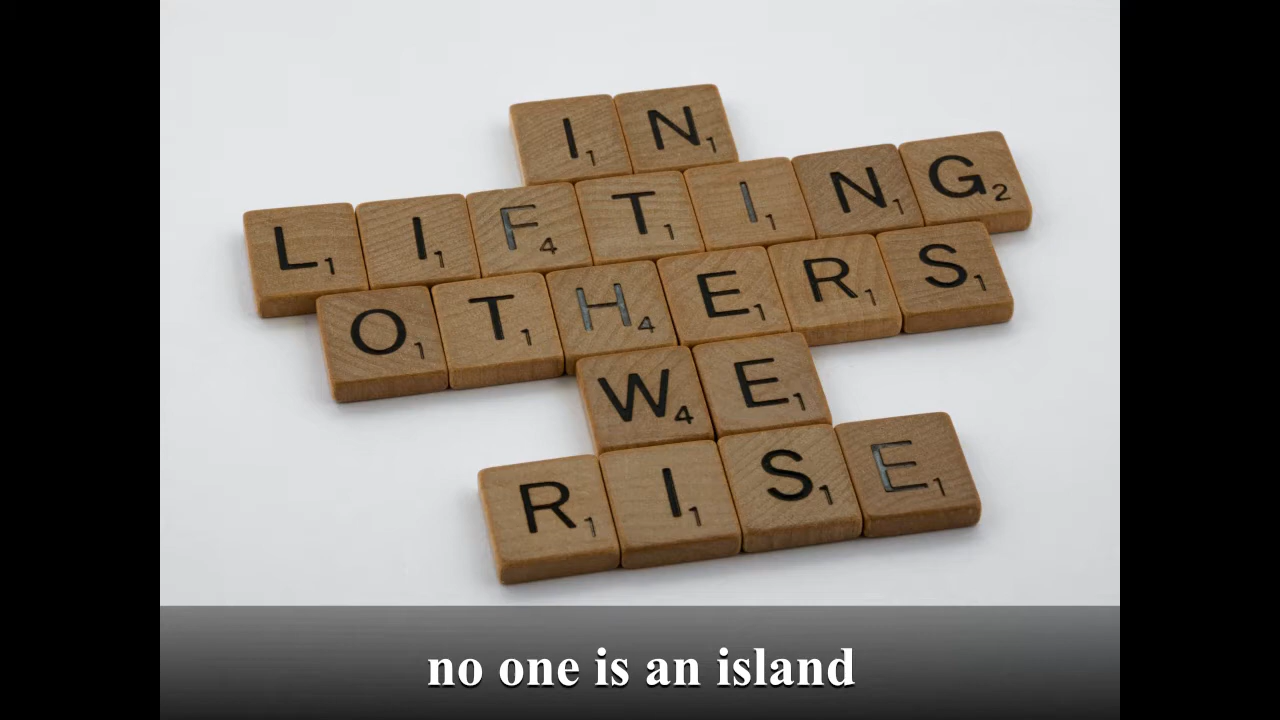 IN
LIFTING
OTHERS
WE
RISE
no one is an island